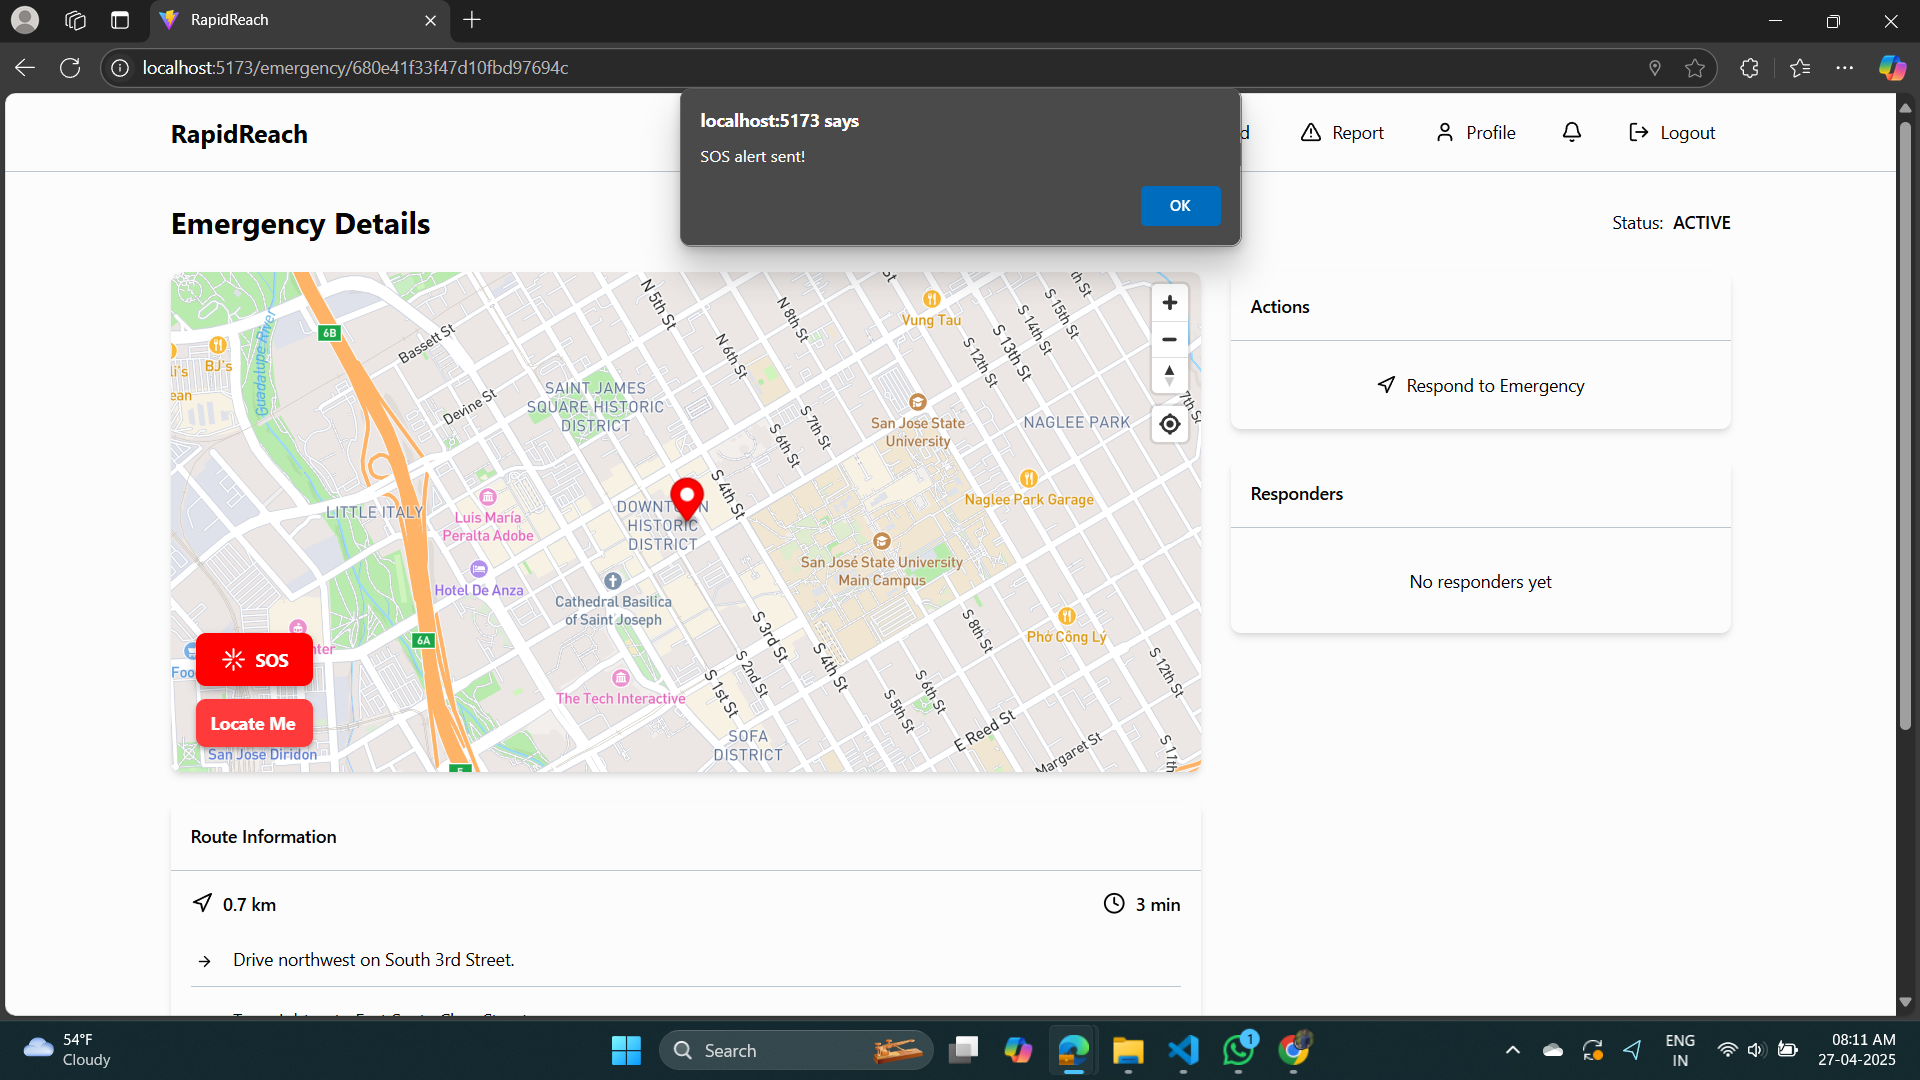 RapidReach
localhost:5173/emergency/680e41f33f47d10fbd97694c
localhost:5173 says
SOS alert sent!
OK
RapidReach
d
Report
Profile
Logout
Emergency Details
Status: ACTIVE
N 5th St
N 8th St
N 6th St
S 7th St
S 6th St
S 12th St
S 13th St
S 14th St
S 15th St
Vung Tau
6B
Bassett St
Guadalupe River
BJ's
li's
ean
Devine St
SAINT JAMES
SQUARE HISTORIC
DISTRICT
San Jose State
University
NAGLEE PARK
Naglee Park Garage
S 4th St
DOWNTOWN
HISTORIC
DISTRICT
LITTLE ITALY
Luis María
Peralta Adobe
San José State University
Main Campus
Hotel De Anza
Cathedral Basilica
of Saint Joseph
Phở Công Lý
6A
S 3rd St
S 8th St
S 2nd St
S 4th St
S 12th St
nter
Foo
SOS
Locate Me
San Jose Diridon
The Tech Interactive
S 1st St
S 6th St
S 5th St
SOFA
DISTRICT
E Reed St
Margaret St
S 11th
Actions
Respond to Emergency
Responders
No responders yet
Route Information
0.7 km
3 min
Drive northwest on South 3rd Street.
54°F
Cloudy
Search
1
ENG
IN
08:11 AM
27-04-2025